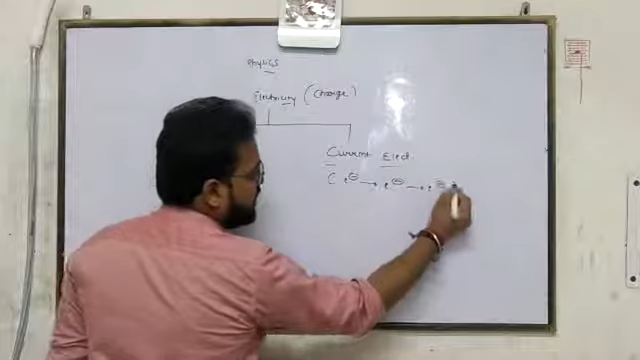 Physics
Electricity (Charge)
Current Elect.
( e⊖ → e⊖ → e⊖